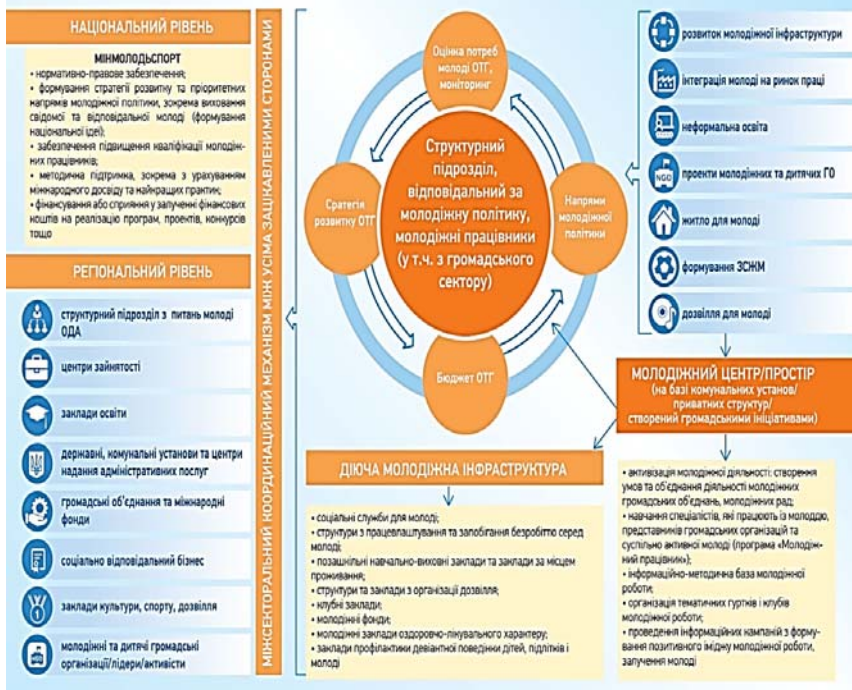 НАЦІОНАЛЬНИЙ РІВЕНЬ
МІНМОЛОДЬСПОРТ
• нормативно-правове забезпечення;
• формування стратегії розвитку та пріоритетних
напрямів молодіжної політики, зокрема виховання
свідомої та відповідальної молоді (формування
національної ідеї);
• забезпечення підвищення кваліфікації молодіж-
них працівників;
• методична підтримка, зокрема з урахуванням
міжнародного досвіду та найкращих практик;
• фінансування або сприяння у залученні фінансових
коштів на реалізацію програм, проектів, конкурсів
тощо
РЕГІОНАЛЬНИЙ РІВЕНЬ
структурний підрозділ з питань молоді
ОДА
центри зайнятості
заклади освіти
державні, комунальні установи та центри
надання адміністративних послуг
громадські об'єднання та міжнародні
фонди
соціально відповідальний бізнес
заклади культури, спорту, дозвілля
молодіжні та дитячі громадські
організації/лідери/активісти
МІЖСЕКТОРАЛЬНИЙ КООРДИНАЦІЙНИЙ МЕХАНІЗМ МІЖ УСІМА ЗАЦІКАВЛЕНИМИ СТОРОНАМИ
Оцінка потреб
молоді ОТГ,
моніторинг
Стратегія
розвитку ОТГ
Структурний
підрозділ,
відповідальний за
молодіжну політику,
молодіжні працівники
(у т.ч. з громадського
сектору)
Напрями
молодіжної
політики
Бюджет ОТГ
розвиток молодіжної інфраструктури
інтеграція молоді на ринок праці
неформальна освіта
NGO
проекти молодіжних та дитячих ГО
житло для молоді
формування ЗСЖМ
дозвілля для молоді
МОЛОДІЖНИЙ ЦЕНТР/ПРОСТІР
(на базі комунальних установ/
приватних структур/
створений громадськими ініціативами)
• активізація молодіжної діяльності: створення
умов та об'єднання діяльності молодіжних
громадських об'єднань, молодіжних рад;
• навчання спеціалістів, які працюють із молоддю,
представників громадських організацій та
суспільно активної молоді (програма «Молодіж-
ний працівник»);
• інформаційно-методична база молодіжної
роботи;
• організація тематичних гуртків і клубів
молодіжної роботи;
• проведення інформаційних кампаній з форму-
вання позитивного іміджу молодіжної роботи,
залучення молоді
ДІЮЧА МОЛОДІЖНА ІНФРАСТРУКТУРА
• соціальні служби для молоді;
• структури з працевлаштування та запобігання безробіттю серед
молоді;
• позашкільні навчально-виховні заклади та заклади за місцем
проживання;
• структури та заклади з організації дозвілля;
• клубні заклади;
• молодіжні фонди;
• молодіжні заклади оздоровчо-лікувального характеру;
• заклади профілактики девіантної поведінки дітей, підлітків і
молоді